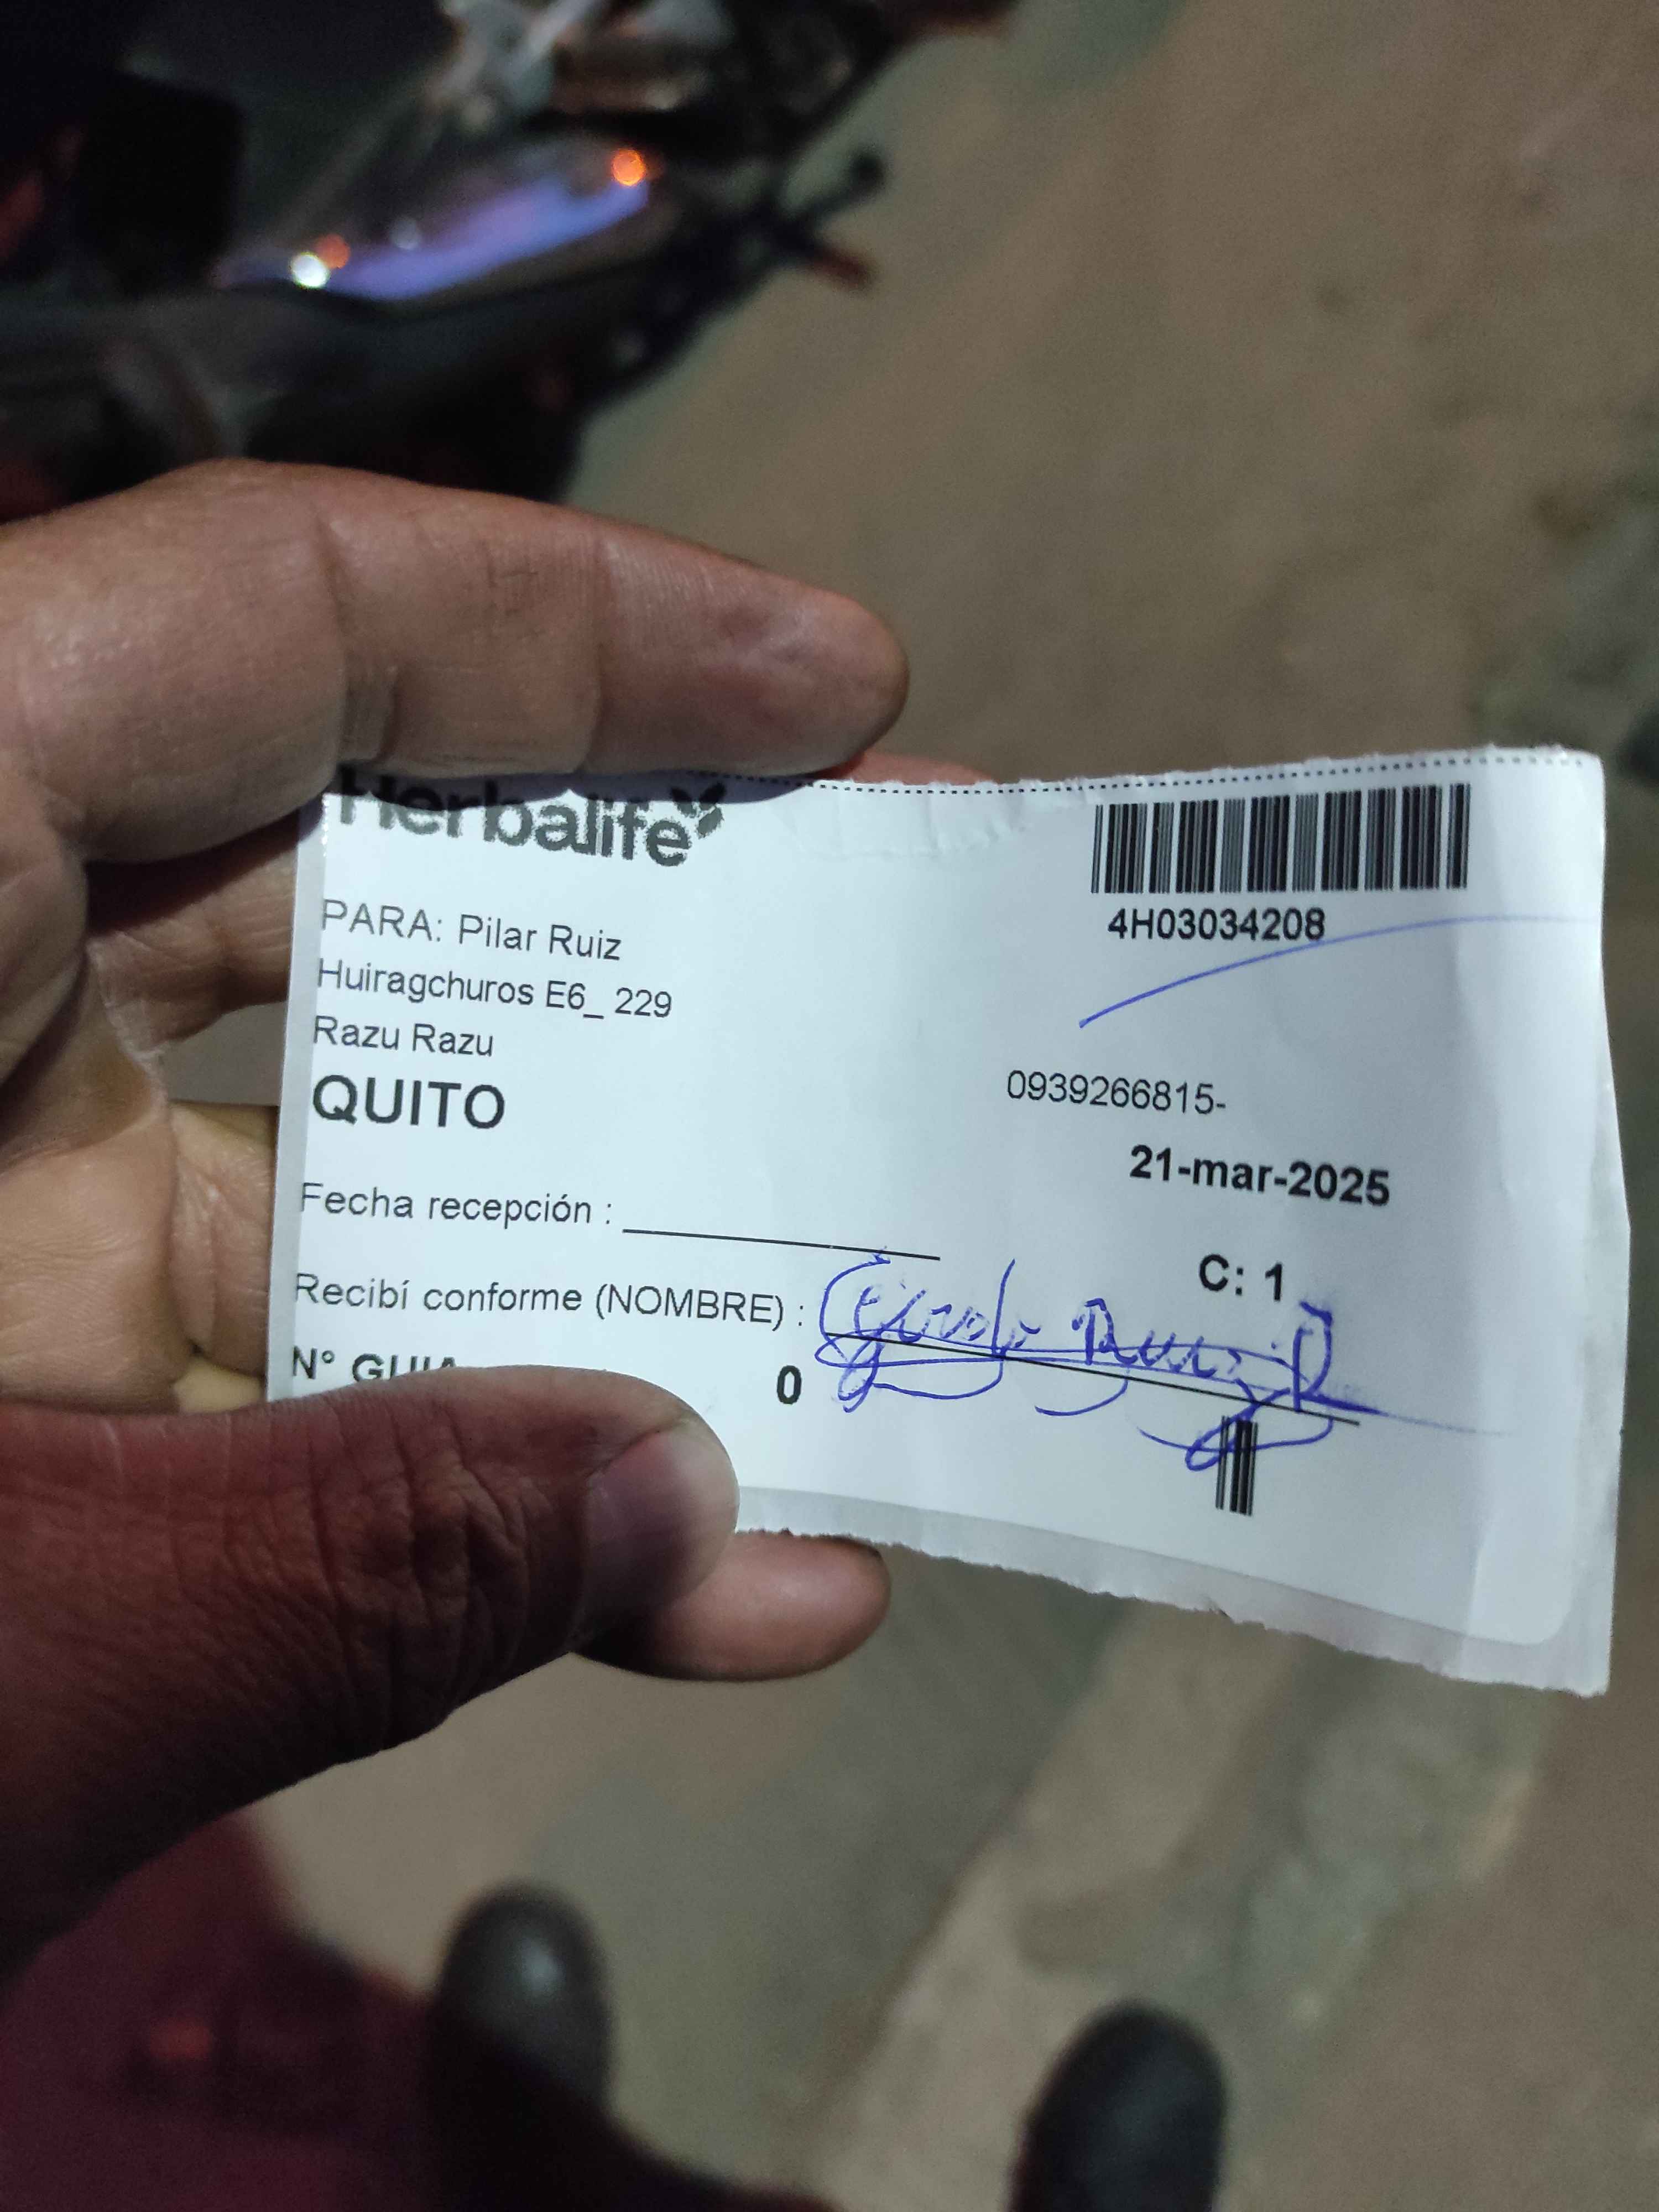 Herbalife
4H03034208
PARA: Pilar Ruiz
Huiragchuros E6_ 229
Razu Razu
QUITO
0939266815-
21-mar-2025
Fecha recepción :
C: 1
Recibí conforme (NOMBRE) :
N° GUIA
0